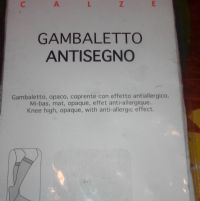 CALZE
GAMBALETTO
ANTISEGNO
Gambaletto, opaco, coprente con effetto antiallergico.
Mi-bas, mat, opaque, effet anti-allergique.
Knee high, opaque, with anti-allergic effect.